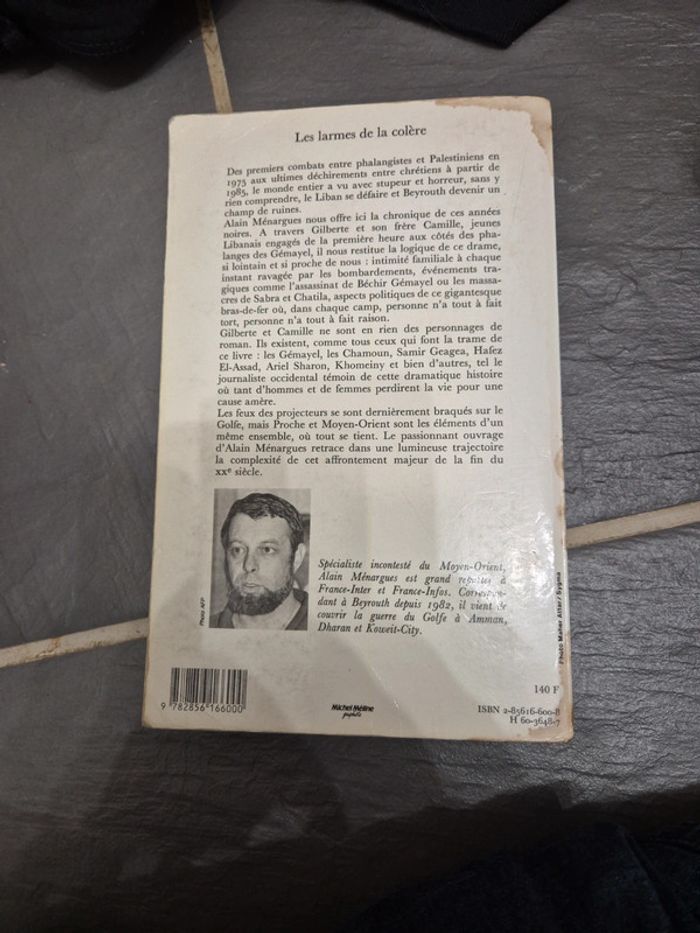 Les larmes de la colère
Des premiers combats entre phalangistes et Palestiniens en
1975 aux ultimes déchirements entre chrétiens à partir de
1985, le monde entier a vu avec stupeur et horreur, sans y
rien comprendre, le Liban se défaire et Beyrouth devenir un
champ de ruines.
Alain Ménargues nous offre ici la chronique de ces années
noires. A travers Gilberte et son frère Camille, jeunes
Libanais engagés de la première heure aux côtés des pha-
langes des Gémayel, il nous restitue la logique de ce drame,
si lointain et si proche de nous : intimité familiale à chaque
instant ravagée par les bombardements, événements tra-
giques comme l'assassinat de Béchir Gémayel ou les massa-
cres de Sabra et Chatila, aspects politiques de ce gigantesque
bras-de-fer où, dans chaque camp, personne n'a tout à fait
tort, personne n'a tout à fait raison.
Gilberte et Camille ne sont en rien des personnages de
roman. Ils existent, comme tous ceux qui font la trame de
ce livre : les Gémayel, les Chamoun, Samir Geagea, Hafez
El-Assad, Ariel Sharon, Khomeiny et bien d'autres, tel le
journaliste occidental témoin de cette dramatique histoire
où tant d'hommes et de femmes perdirent la vie pour une
cause amère.
Les feux des projecteurs se sont dernièrement braqués sur le
Golfe, mais Proche et Moyen-Orient sont les éléments d'un
même ensemble, où tout se tient. Le passionnant ouvrage
d'Alain Ménargues retrace dans une lumineuse trajectoire
la complexité de cet affrontement majeur de la fin du
XXe siècle.
Photo AFP
Spécialiste incontesté du Moyen-Orient,
Alain Ménargues est grand reporter à
France-Inter et France-Infos. Correspon-
dant à Beyrouth depuis 1982, il vient de
couvrir la guerre du Golfe à Amman,
Dharan et Koweit-City.
Photo Maher Attar / Sygma
9 782856 166000
Michel Méline
140 F
ISBN 2-85616-600-8
H 60-3648-7